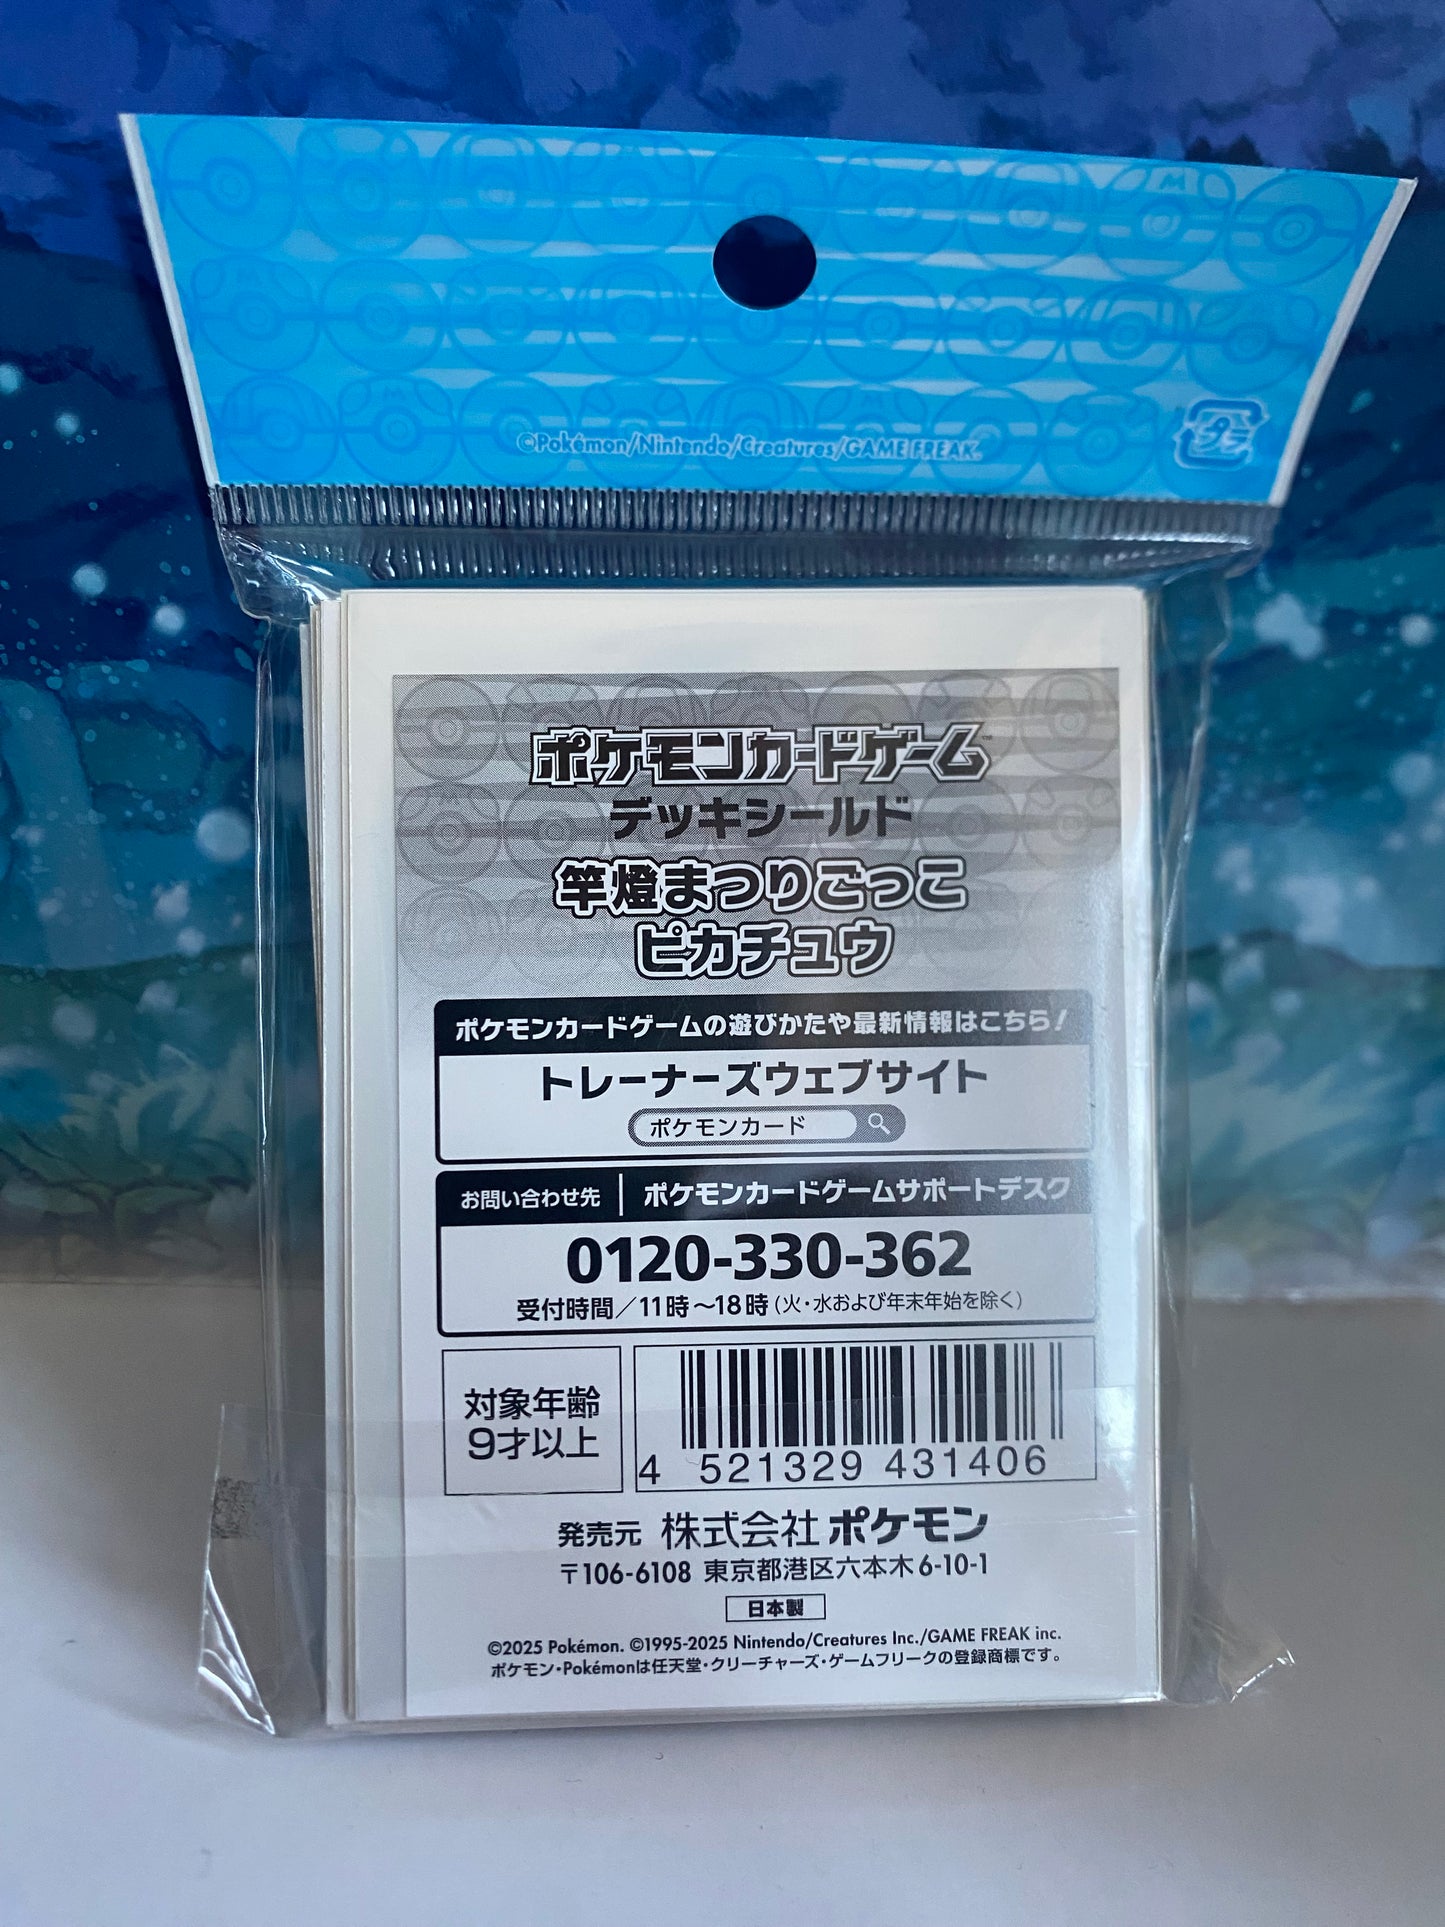 ©Pokémon/Nintendo/Creatures/GAME FREAK.
プラ
ポケモンカードゲーム™
デッキシールド
竿燈まつりごっこ
ピカチュウ
ポケモンカードゲームの遊びかたや最新情報はこちら!
トレーナーズウェブサイト
ポケモンカード
お問い合わせ先 | ポケモンカードゲームサポートデスク
0120-330-362
受付時間/11時~18時(火・水および年末年始を除く)
対象年齢
9才以上
4 521329 431406
発売元 株式会社ポケモン
〒106-6108 東京都港区六本木6-10-1
日本製
©2025 Pokémon. ©1995-2025 Nintendo/Creatures Inc./GAME FREAK inc.
ポケモン・Pokémonは任天堂・クリーチャーズ・ゲームフリークの登録商標です。